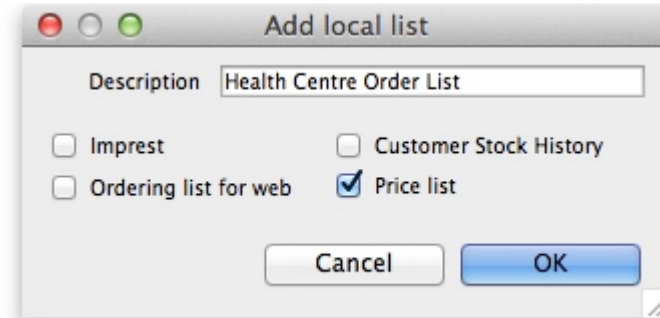 Add local list
Description Health Centre Order List
Imprest Customer Stock History
Ordering list for web Price list
Cancel OK